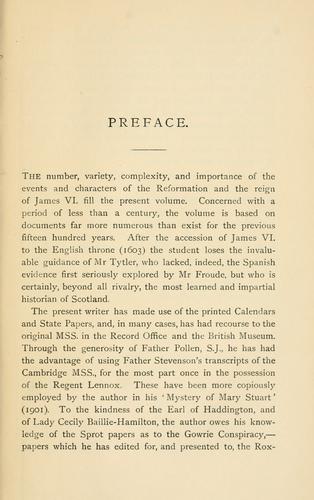 PREFACE.
THE number, variety, complexity, and importance of the
events and characters of the Reformation and the reign
of James VI. fill the present volume. Concerned with a
period of less than a century, the volume is based on
documents far more numerous than exist for the previous
fifteen hundred years. After the accession of James VI.
to the English throne (1603) the student loses the invalu-
able guidance of Mr Tytler, who lacked, indeed, the Spanish
evidence first seriously explored by Mr Froude, but who is
certainly, beyond all rivalry, the most learned and impartial
historian of Scotland.
The present writer has made use of the printed Calendars
and State Papers, and, in many cases, has had recourse to the
original MSS. in the Record Office and the British Museum.
Through the generosity of Father Pollen, S.J., he has had
the advantage of using Father Stevenson's transcripts of the
Cambridge MSS., for the most part once in the possession
of the Regent Lennox. These have been more copiously
employed by the author in his 'Mystery of Mary Stuart'
(1901). To the kindness of the Earl of Haddington, and
of Lady Cecily Baillie-Hamilton, the author owes his know-
ledge of the Sprot papers as to the Gowrie Conspiracy,—
papers which he has edited for, and presented to, the Rox-